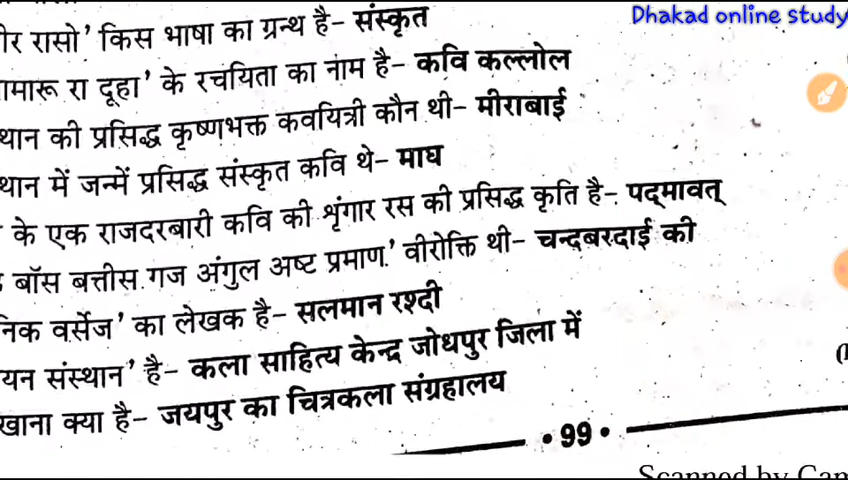 Dhakad online study
ीर रासो' किस भाषा का ग्रन्थ है– संस्कृत
ामारू रा दूहा' के रचयिता का नाम है– कवि कल्लोल
थान की प्रसिद्ध कृष्णभक्त कवयित्री कौन थी– मीराबाई
थान में जन्में प्रसिद्ध संस्कृत कवि थे– माघ
के एक राजदरबारी कवि की शृंगार रस की प्रसिद्ध कृति है– पद्‌मावत्
बॉस बत्तीस गज अंगुल अष्ट प्रमाण' वीरोक्ति थी– चन्दबरदाई की
निक वर्सेज' का लेखक है– सलमान रश्दी
यन संस्थान' है– कला साहित्य केन्द्र जोधपुर जिला में
खाना क्या है– जयपुर का चित्रकला संग्रहालय
• 99 •
Scanned by Cam